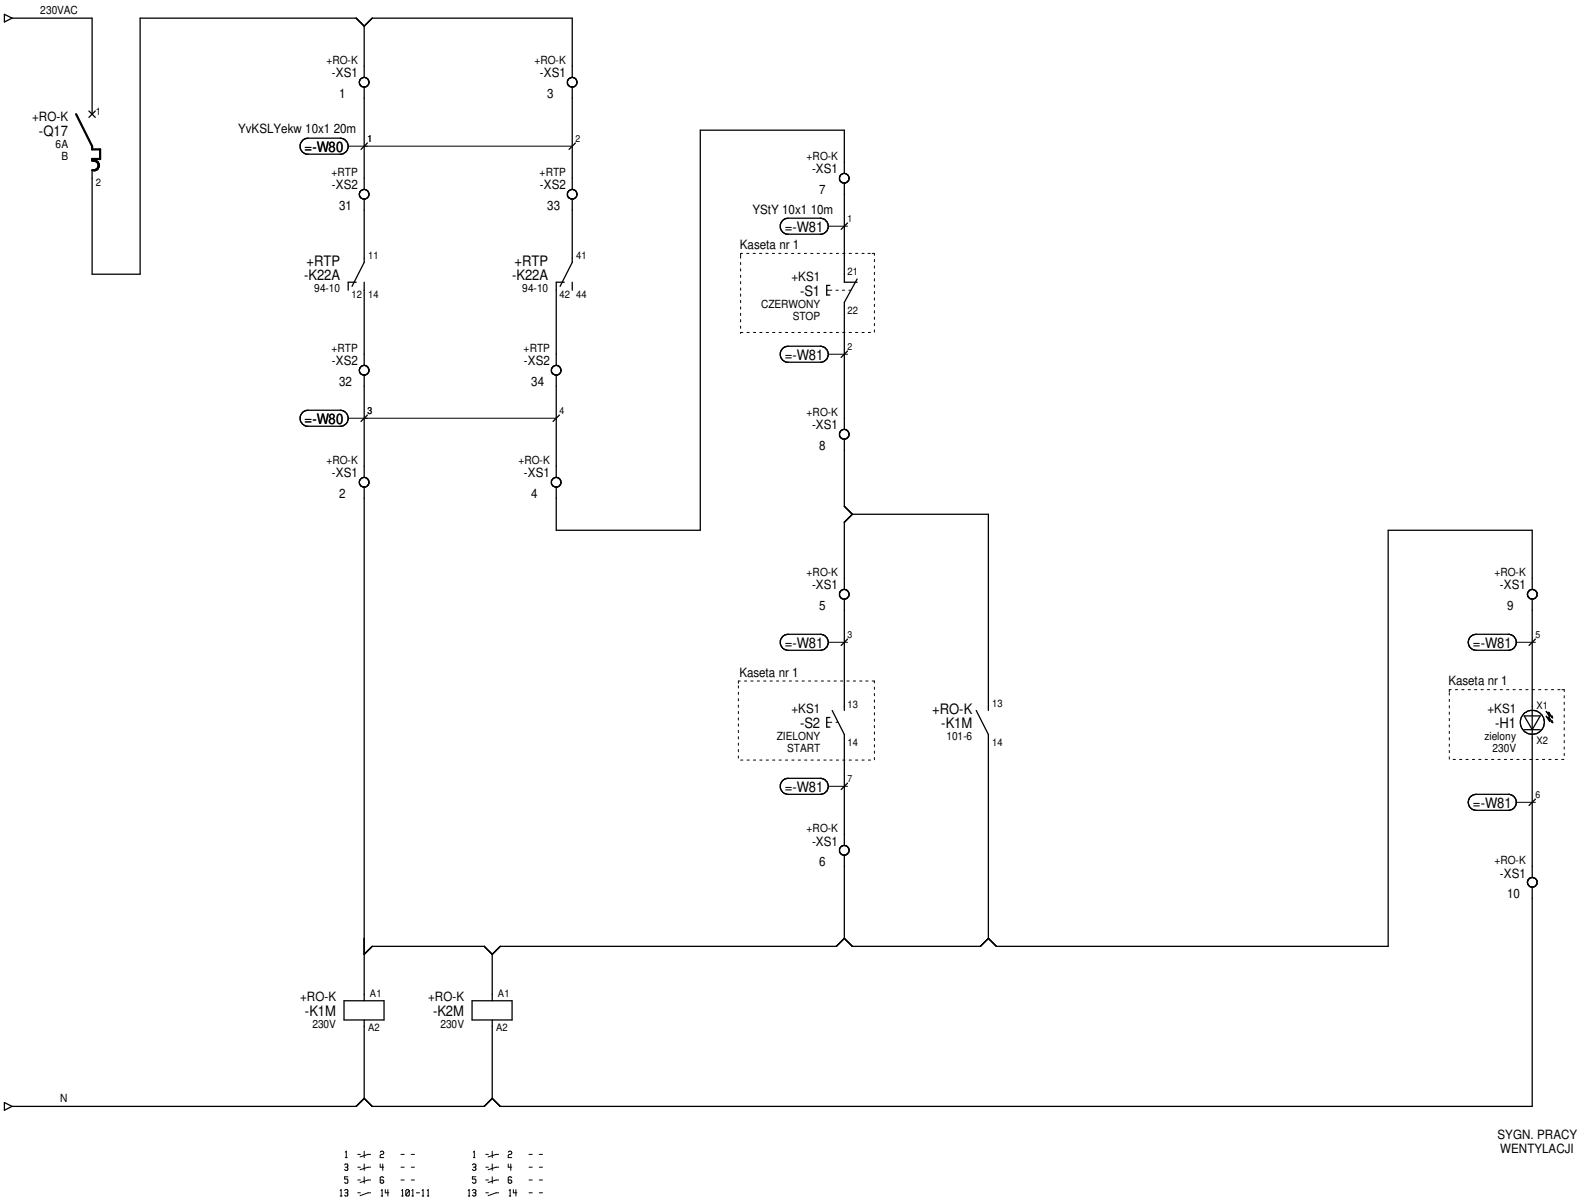 230VAC
+RO-K
-Q17
6A
B
1
2
+RO-K
-XS1
1
+RO-K
-XS1
3
YvKSLYekw 10x1 20m
=-W80
1
2
+RTP
-XS2
31
+RTP
-XS2
33
+RTP
-K22A
94-10
11
12 14
+RTP
-K22A
94-10
41
42 44
+RTP
-XS2
32
+RTP
-XS2
34
=-W80
3
4
+RO-K
-XS1
2
+RO-K
-XS1
4
+RO-K
-XS1
7
YStY 10x1 10m
=-W81
1
Kaseta nr 1
+KS1
-S1
CZERWONY
STOP
21
22
=-W81
2
+RO-K
-XS1
8
+RO-K
-XS1
5
=-W81
3
Kaseta nr 1
+KS1
-S2
ZIELONY
START
13
14
=-W81
7
+RO-K
-XS1
6
+RO-K
-K1M
101-6
13
14
+RO-K
-XS1
9
=-W81
5
Kaseta nr 1
+KS1
-H1
zielony
230V
X1
X2
=-W81
6
+RO-K
-XS1
10
+RO-K
-K1M
230V
A1
A2
+RO-K
-K2M
230V
A1
A2
N
SYGN. PRACY
WENTYLACJI
1 2 - -
3 4 - -
5 6 - -
13 14 101-11
1 2 - -
3 4 - -
5 6 - -
13 14 - -